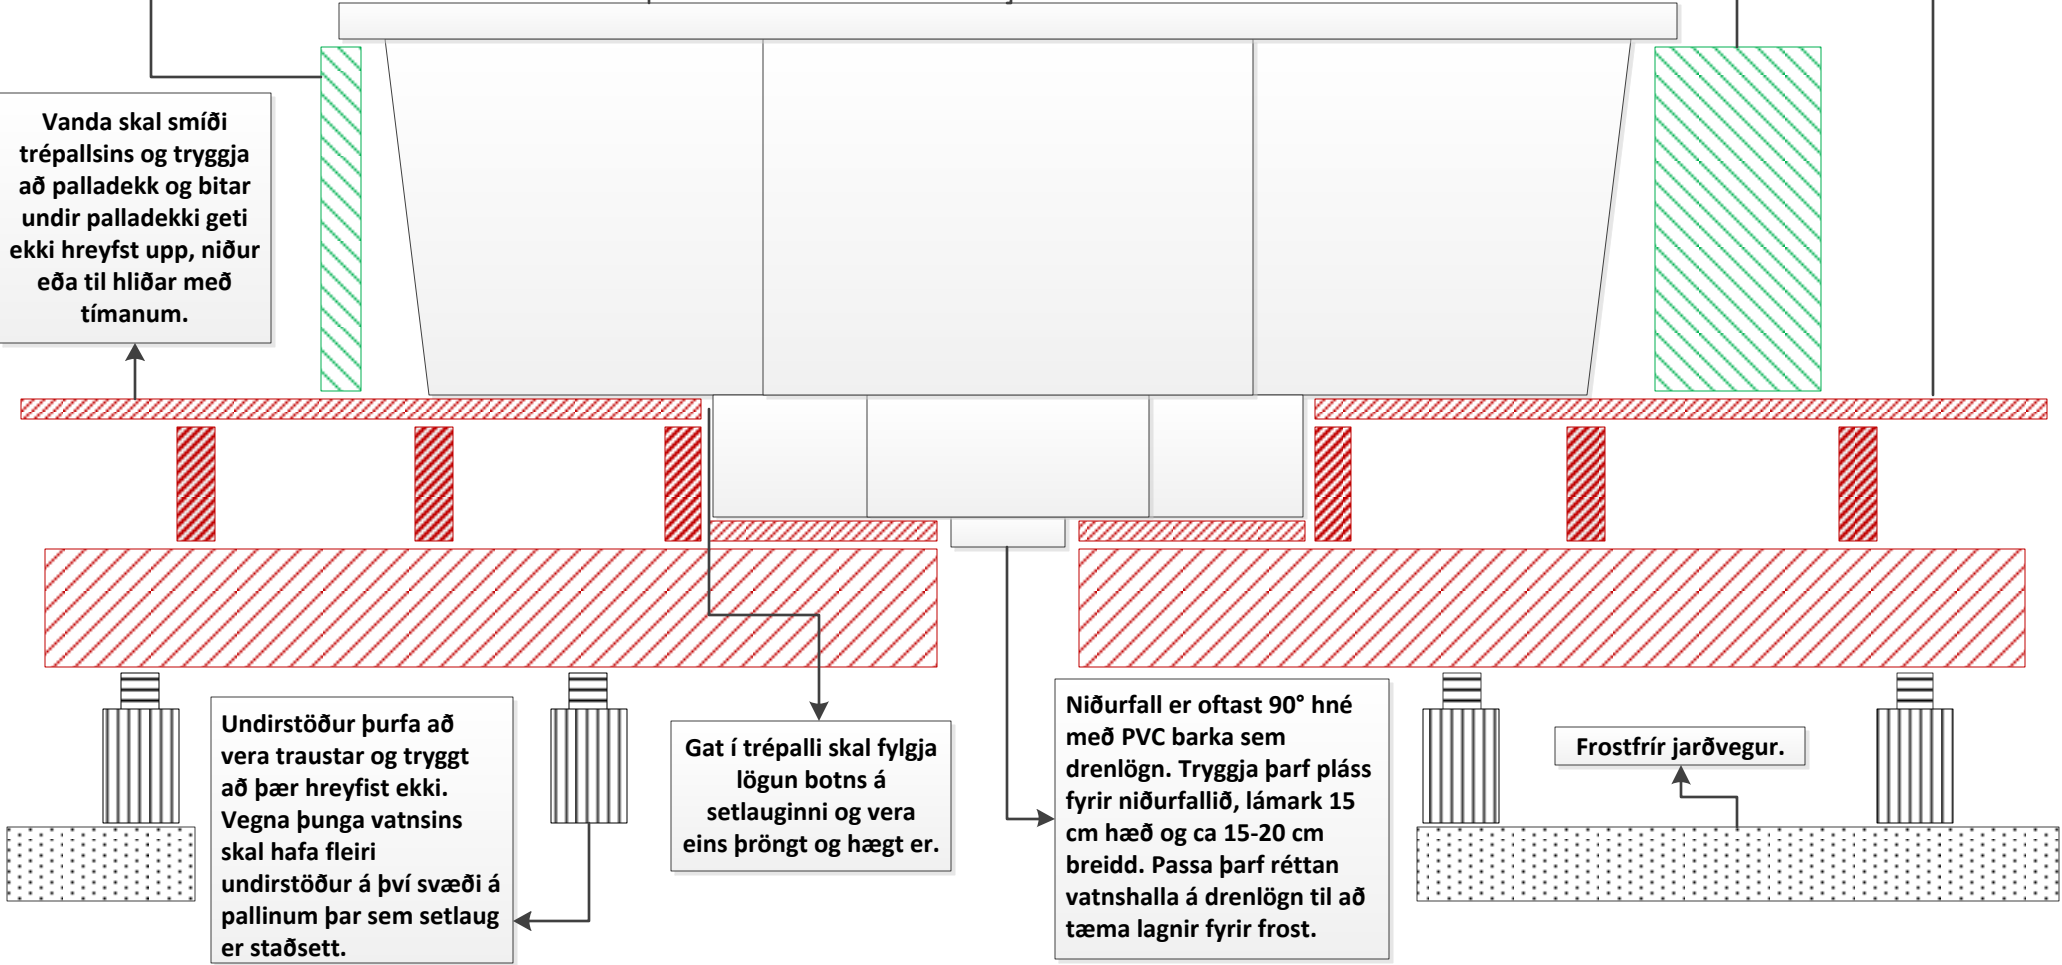 Vanda skal smíði
trépallsins og tryggja
að palladekk og bitar
undir palladekki geti
ekki hreyfst upp, niður
eða til hliðar með
tímanum.
Undirstöður þurfa að
vera traustar og tryggt
að þær hreyfist ekki.
Vegna þunga vatnsins
skal hafa fleiri
undirstöður á því svæði á
pallinum þar sem setlaug
er staðsett.
Gat í trépalli skal fylgja
lögun botns á
setlauginni og vera
eins þröngt og hægt er.
Niðurfall er oftast 90° hné
með PVC barka sem
drenlögn. Tryggja þarf pláss
fyrir niðurfallið, lámark 15
cm hæð og ca 15-20 cm
breidd. Passa þarf réttan
vatnshalla á drenlögn til að
tæma lagnir fyrir frost.
Frostfrír jarðvegur.